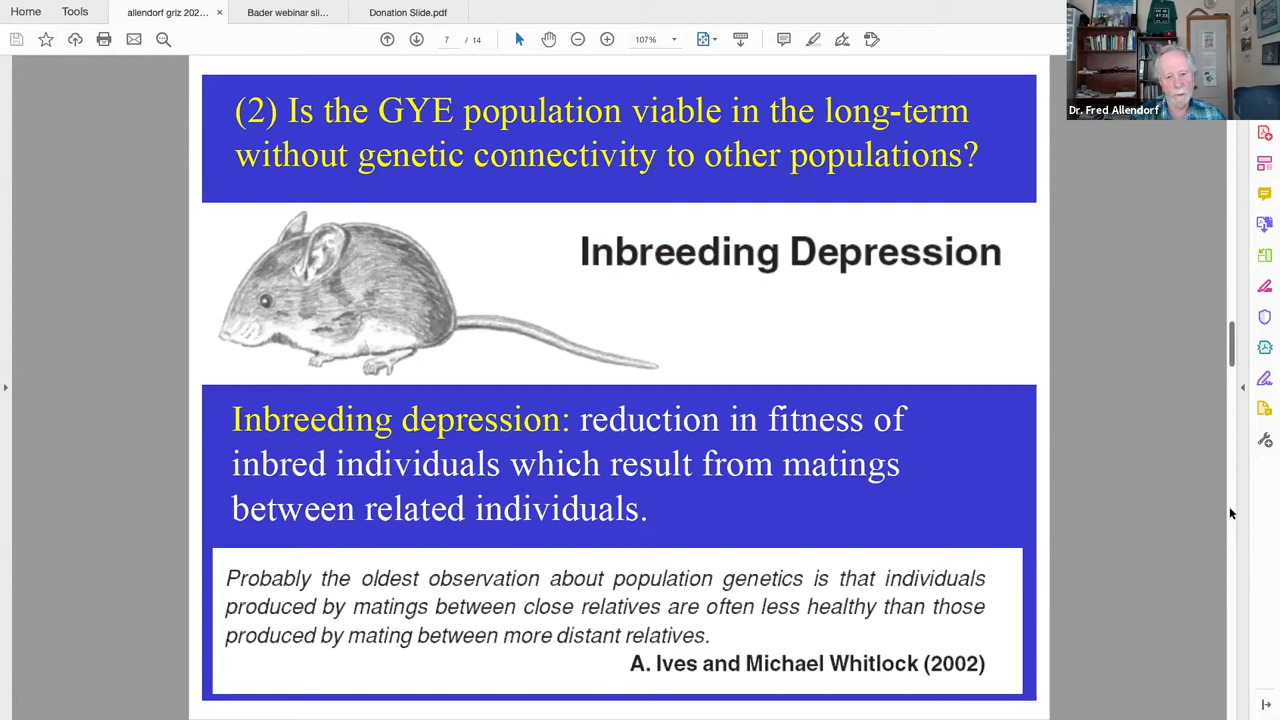 Home
Tools
allendorf griz 202...
×
Bader webinar sli...
Donation Slide.pdf
7 / 14
107%
Dr. Fred Allendorf
(2) Is the GYE population viable in the long-term
without genetic connectivity to other populations?
Inbreeding Depression
Inbreeding depression: reduction in fitness of
inbred individuals which result from matings
between related individuals.
Probably the oldest observation about population genetics is that individuals
produced by matings between close relatives are often less healthy than those
produced by mating between more distant relatives.
A. Ives and Michael Whitlock (2002)